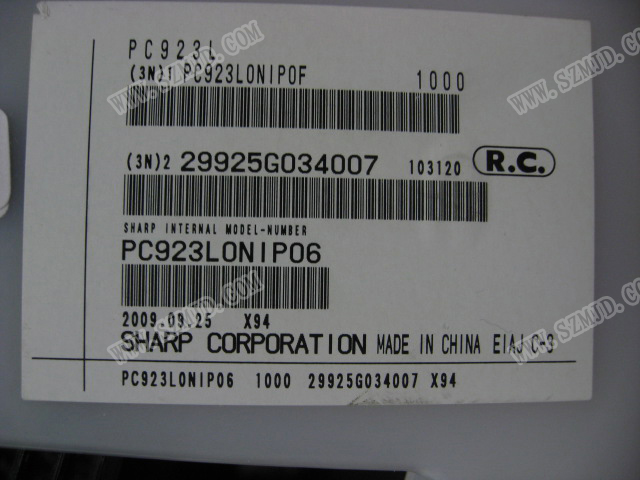 PC923L
(3N)1 PC923L0NIP0F 1000
(3N)2 29925G034007 103120 R.C.
SHARP INTERNAL MODEL-NUMBER
PC923L0NIP06
2009.09.25 X94
SHARP CORPORATION MADE IN CHINA EIAJ C-3
PC923L0NIP06 1000 29925G034007 X94
WWW.SZMJD.COM
WWW.SZMJD.COM
WWW.SZMJD.COM
WWW.SZMJD.COM